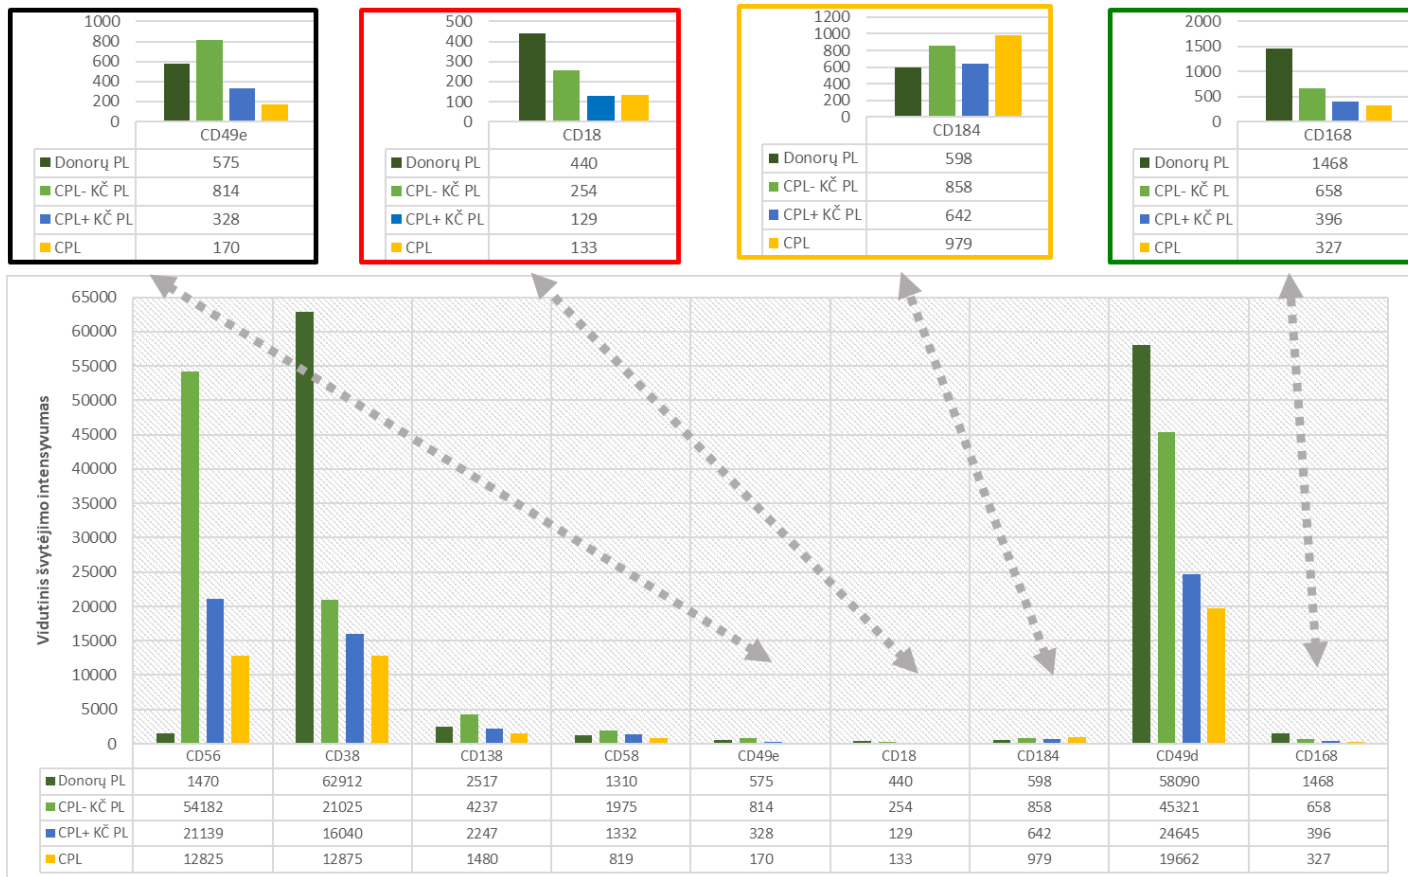 1000
800
600
400
200
0
CD49e
Donorų PL 575
CPL- KČ PL 814
CPL+ KČ PL 328
CPL 170
500
400
300
200
100
0
CD18
Donorų PL 440
CPL- KČ PL 254
CPL+ KČ PL 129
CPL 133
1200
1000
800
600
400
200
0
CD184
Donorų PL 598
CPL- KČ PL 858
CPL+ KČ PL 642
CPL 979
2000
1500
1000
500
0
CD168
Donorų PL 1468
CPL- KČ PL 658
CPL+ KČ PL 396
CPL 327
Vidutinis švytėjimo intensyvumas
65000
60000
55000
50000
45000
40000
35000
30000
25000
20000
15000
10000
5000
0
CD56 CD38 CD138 CD58 CD49e CD18 CD184 CD49d CD168
Donorų PL 1470 62912 2517 1310 575 440 598 58090 1468
CPL- KČ PL 54182 21025 4237 1975 814 254 858 45321 658
CPL+ KČ PL 21139 16040 2247 1332 328 129 642 24645 396
CPL 12825 12875 1480 819 170 133 979 19662 327